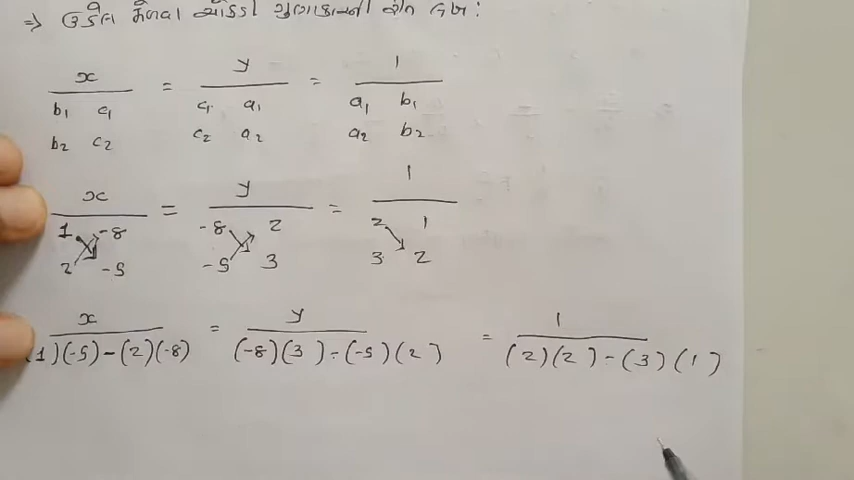 ⇒ ઉકેલ મેળવવા ચોકડી ગુણાકારની રીત લખો :
x / b₁ c₁ b₂ c₂ = y / c₁ a₁ c₂ a₂ = 1 / a₁ b₁ a₂ b₂
x / 1 -8 2 -5 = y / -8 2 -5 3 = 1 / 2 1 3 2
x / (1)(-5)-(2)(-8) = y / (-8)(3)-(-5)(2) = 1 / (2)(2)-(3)(1)